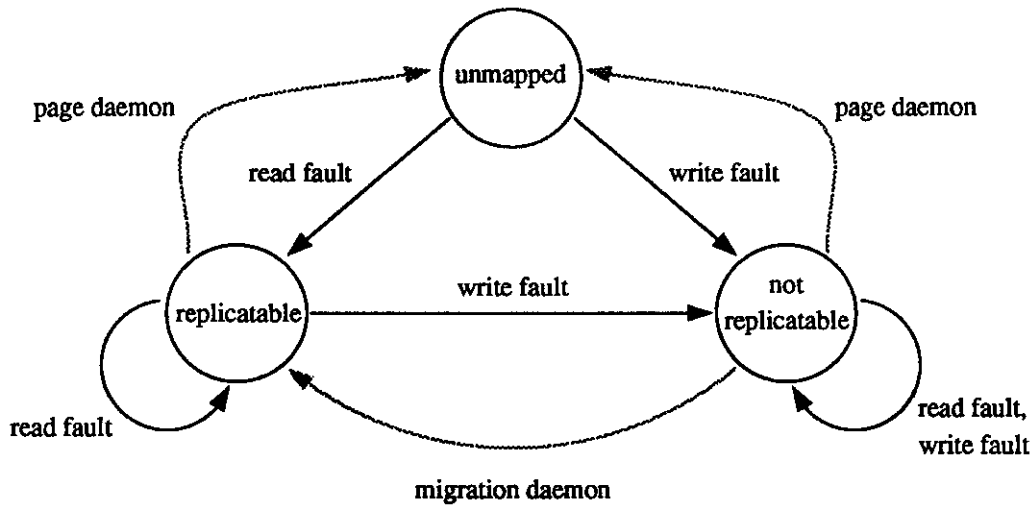 unmapped
page daemon
page daemon
read fault
write fault
write fault
replicatable
not
replicatable
read fault
read fault,
write fault
migration daemon